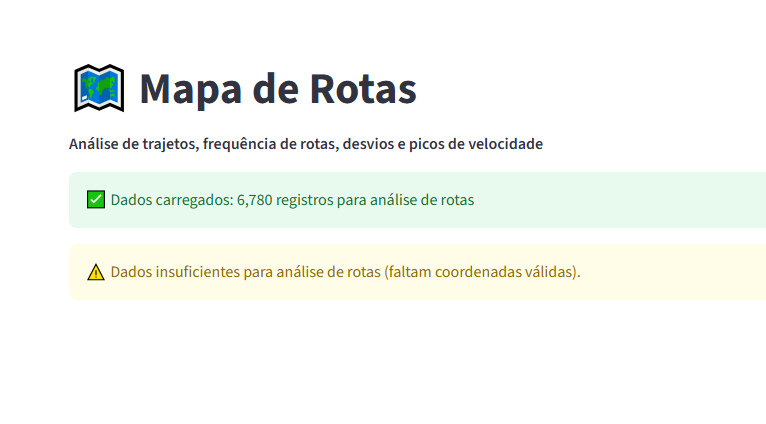 Mapa de Rotas
Análise de trajetos, frequência de rotas, desvios e picos de velocidade
Dados carregados: 6,780 registros para análise de rotas
Dados insuficientes para análise de rotas (faltam coordenadas válidas).